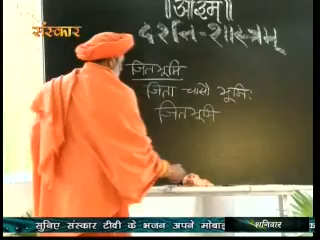 ॥ओ३म्॥
संस्कार
दर्शन-शास्त्रम्
जितभूमि
जिता चासौ भूमिः
जितभूमि
सुनिए संस्कार टीवी के भजन अपने मोबाइ
शनिवार